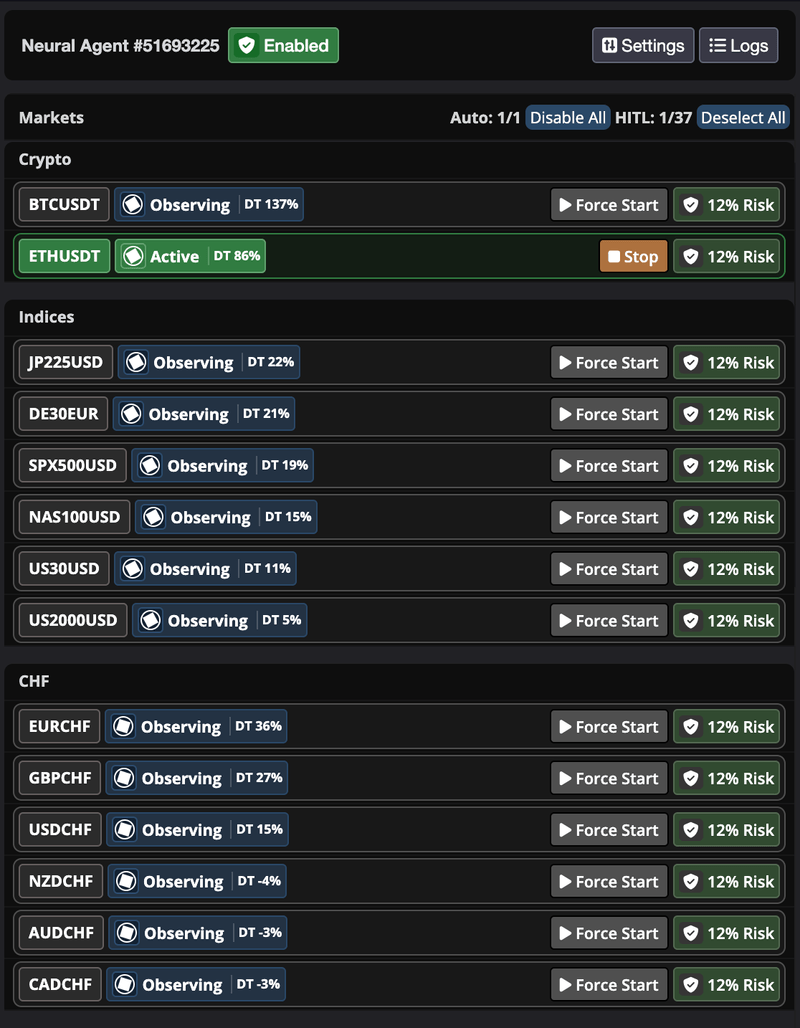 Neural Agent #51693225 Enabled Settings Logs
Markets Auto: 1/1 Disable All HITL: 1/37 Deselect All
Crypto
BTCUSDT Observing DT 137% Force Start 12% Risk
ETHUSDT Active DT 86% Stop 12% Risk
Indices
JP225USD Observing DT 22% Force Start 12% Risk
DE30EUR Observing DT 21% Force Start 12% Risk
SPX500USD Observing DT 19% Force Start 12% Risk
NAS100USD Observing DT 15% Force Start 12% Risk
US30USD Observing DT 11% Force Start 12% Risk
US2000USD Observing DT 5% Force Start 12% Risk
CHF
EURCHF Observing DT 36% Force Start 12% Risk
GBPCHF Observing DT 27% Force Start 12% Risk
USDCHF Observing DT 15% Force Start 12% Risk
NZDCHF Observing DT -4% Force Start 12% Risk
AUDCHF Observing DT -3% Force Start 12% Risk
CADCHF Observing DT -3% Force Start 12% Risk